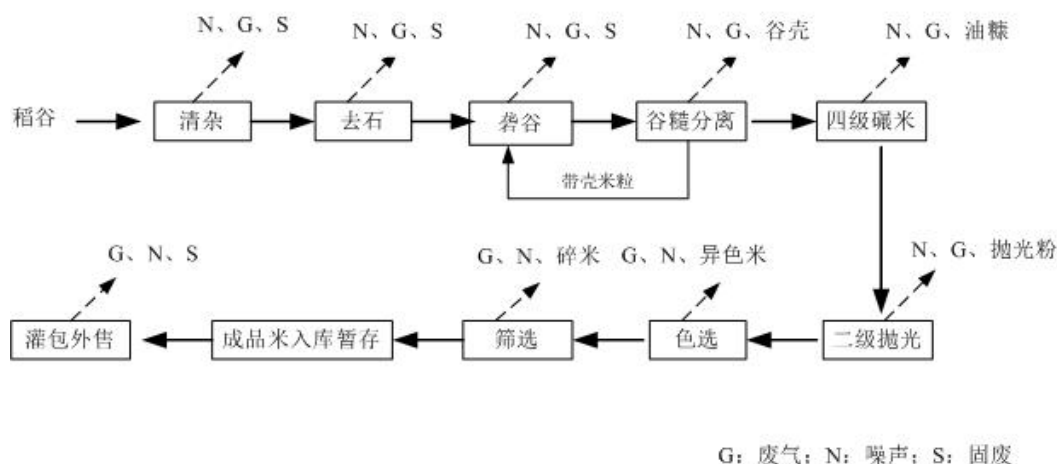 N、G、S
N、G、S
N、G、S
N、G、谷壳
N、G、油糠
稻谷
清杂
去石
砻谷
谷糙分离
四级碾米
带壳米粒
G、N、S
G、N、碎米
G、N、异色米
N、G、抛光粉
灌包外售
成品米入库暂存
筛选
色选
二级抛光
G：废气；N：噪声；S：固废